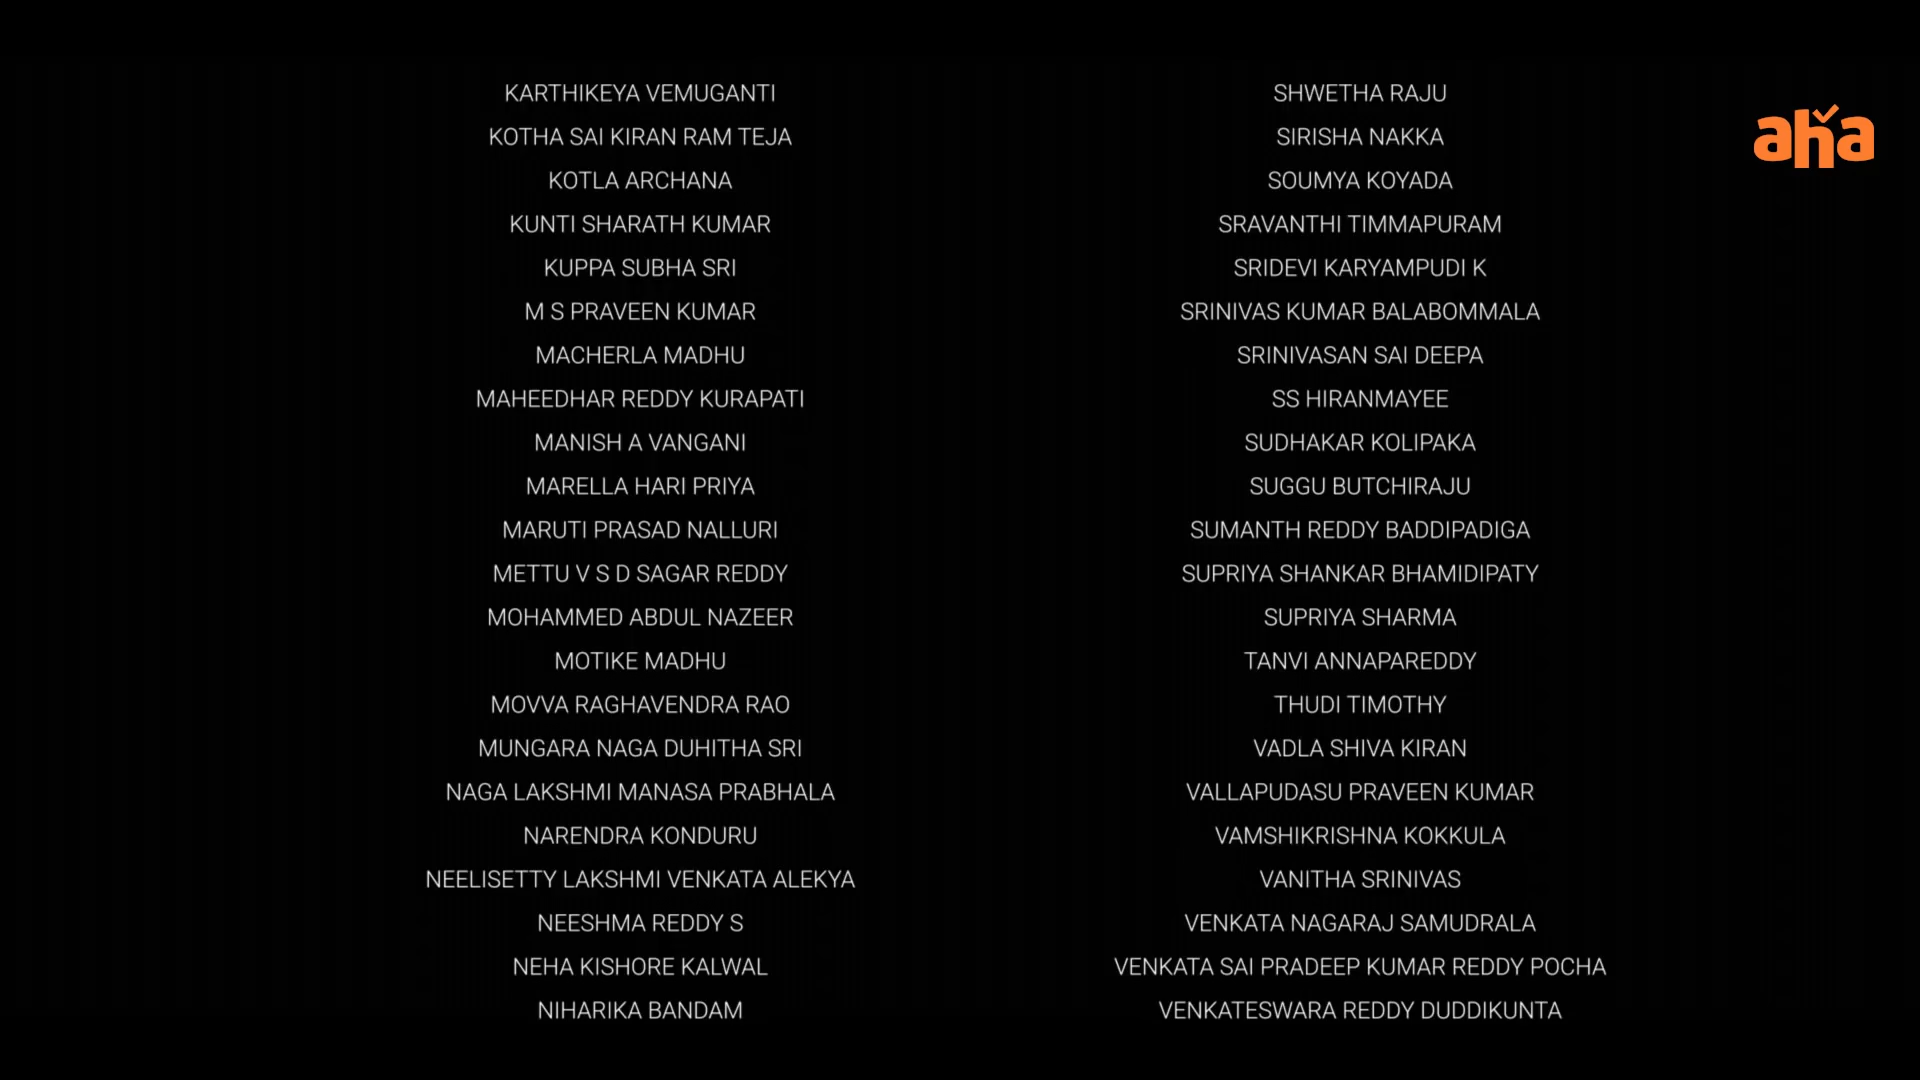 KARTHIKEYA VEMUGANTI
KOTHA SAI KIRAN RAM TEJA
KOTLA ARCHANA
KUNTI SHARATH KUMAR
KUPPA SUBHA SRI
M S PRAVEEN KUMAR
MACHERLA MADHU
MAHEEDHAR REDDY KURAPATI
MANISH A VANGANI
MARELLA HARI PRIYA
MARUTI PRASAD NALLURI
METTU V S D SAGAR REDDY
MOHAMMED ABDUL NAZEER
MOTIKE MADHU
MOVVA RAGHAVENDRA RAO
MUNGARA NAGA DUHITHA SRI
NAGA LAKSHMI MANASA PRABHALA
NARENDRA KONDURU
NEELISETTY LAKSHMI VENKATA ALEKYA
NEESHMA REDDY S
NEHA KISHORE KALWAL
NIHARIKA BANDAM
SHWETHA RAJU
SIRISHA NAKKA
SOUMYA KOYADA
SRAVANTHI TIMMAPURAM
SRIDEVI KARYAMPUDI K
SRINIVAS KUMAR BALABOMMALA
SRINIVASAN SAI DEEPA
SS HIRANMAYEE
SUDHAKAR KOLIPAKA
SUGGU BUTCHIRAJU
SUMANTH REDDY BADDIPADIGA
SUPRIYA SHANKAR BHAMIDIPATY
SUPRIYA SHARMA
TANVI ANNAPAREDDY
THUDI TIMOTHY
VADLA SHIVA KIRAN
VALLAPUDASU PRAVEEN KUMAR
VAMSHIKRISHNA KOKKULA
VANITHA SRINIVAS
VENKATA NAGARAJ SAMUDRALA
VENKATA SAI PRADEEP KUMAR REDDY POCHA
VENKATESWARA REDDY DUDDIKUNTA
aha